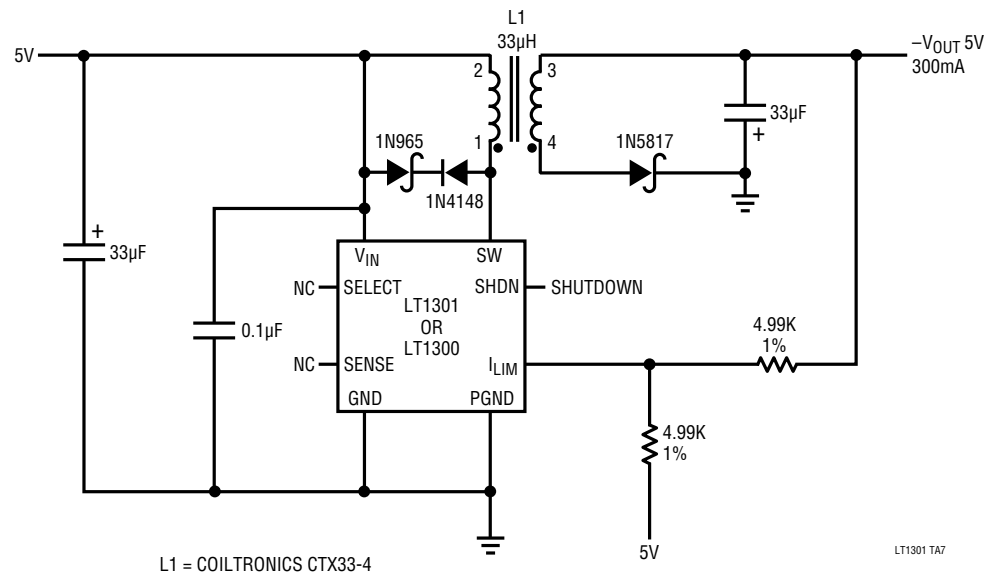 L1
33µH
5V
2
3
–VOUT 5V
300mA
1N965
1
4
1N5817
33µF
+
1N4148
+
33µF
VIN
SW
NC
SELECT
SHDN
SHUTDOWN
LT1301
OR
LT1300
0.1µF
4.99K
1%
NC
SENSE
ILIM
GND
PGND
4.99K
1%
5V
L1 = COILTRONICS CTX33-4
LT1301 TA7